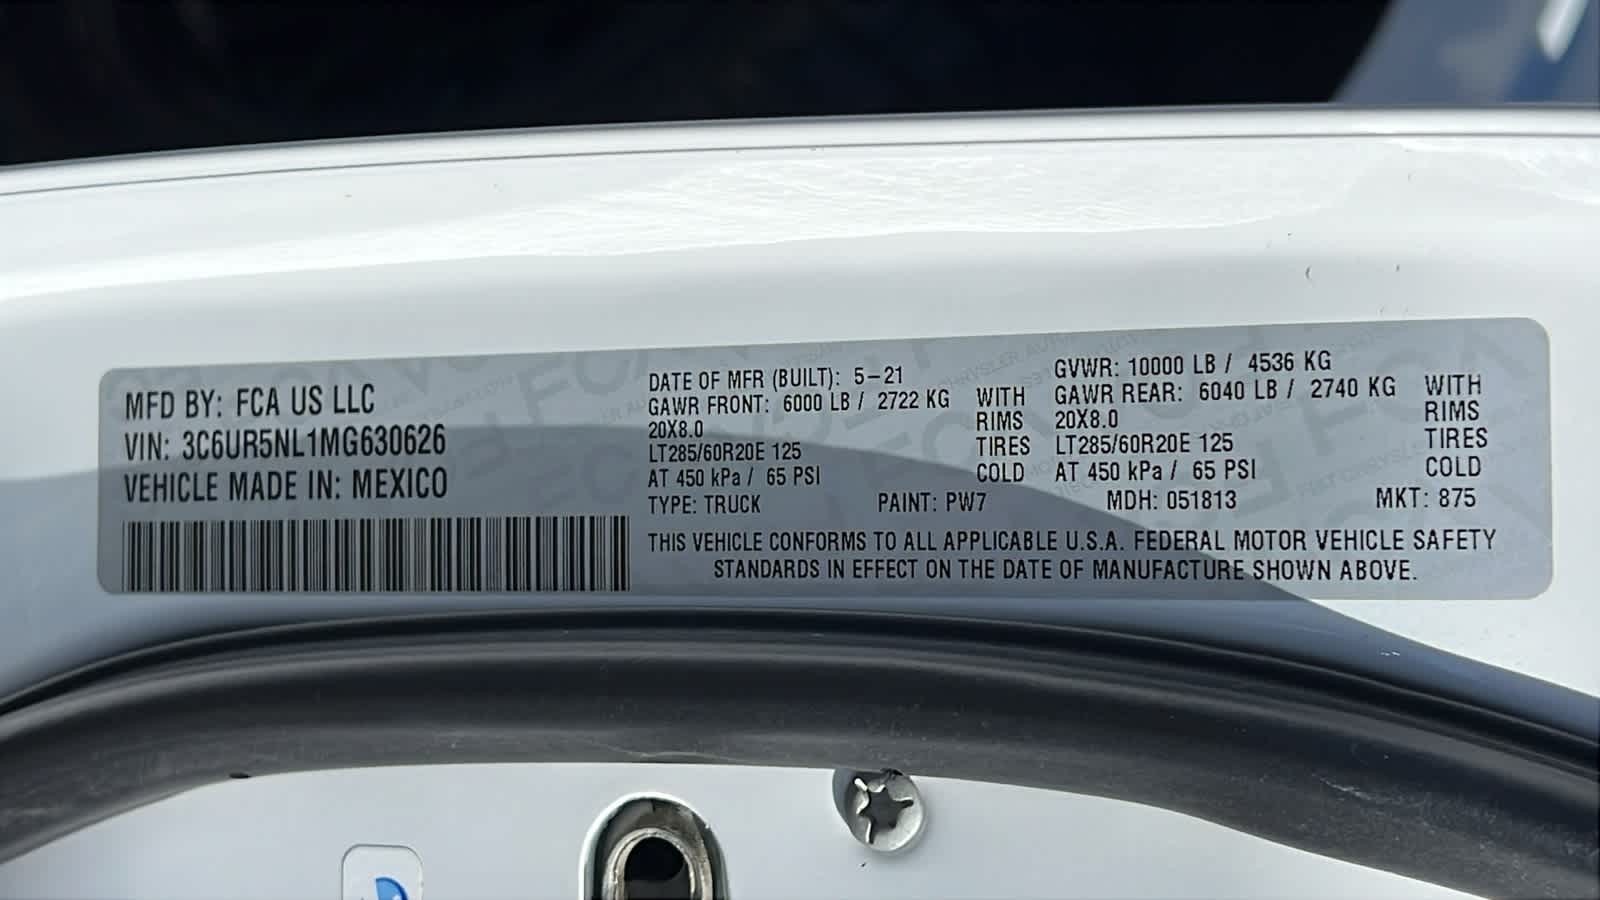 MFD BY: FCA US LLC
VIN: 3C6UR5NL1MG630626
VEHICLE MADE IN: MEXICO
DATE OF MFR (BUILT): 5-21
GAWR FRONT: 6000 LB / 2722 KG WITH
20X8.0 RIMS
LT285/60R20E 125 TIRES
AT 450 kPa / 65 PSI COLD
GVWR: 10000 LB / 4536 KG
GAWR REAR: 6040 LB / 2740 KG WITH
20X8.0 RIMS
LT285/60R20E 125 TIRES
AT 450 kPa / 65 PSI COLD
TYPE: TRUCK PAINT: PW7 MDH: 051813 MKT: 875
THIS VEHICLE CONFORMS TO ALL APPLICABLE U.S.A. FEDERAL MOTOR VEHICLE SAFETY
STANDARDS IN EFFECT ON THE DATE OF MANUFACTURE SHOWN ABOVE.